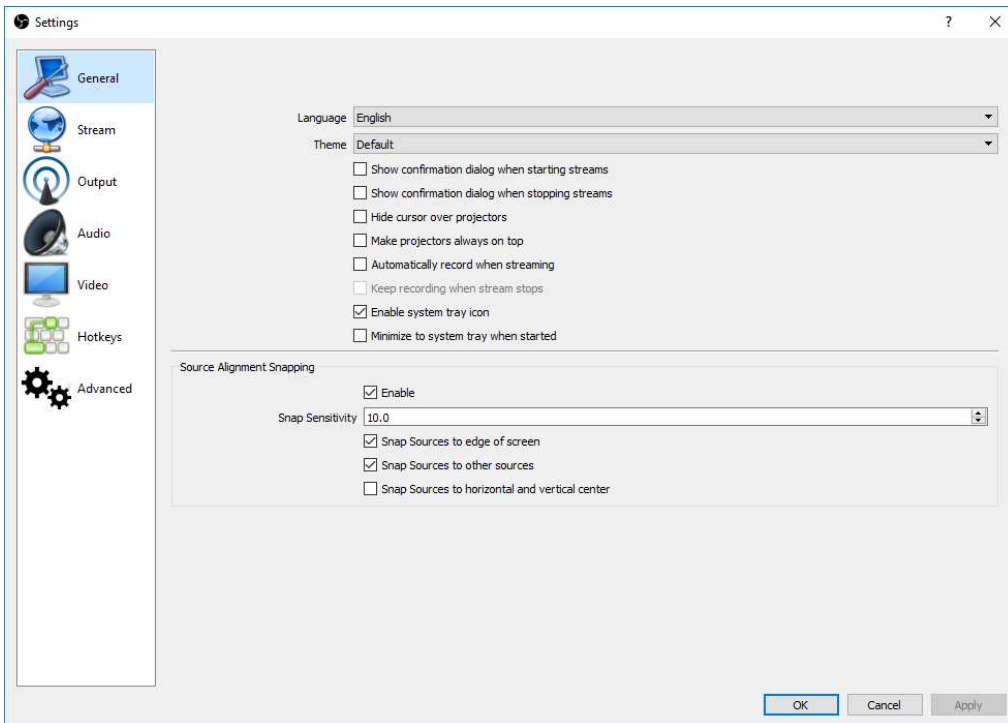 Settings
?
General
Stream
Output
Audio
Video
Hotkeys
Advanced
Language English
Theme Default
Show confirmation dialog when starting streams
Show confirmation dialog when stopping streams
Hide cursor over projectors
Make projectors always on top
Automatically record when streaming
Keep recording when stream stops
Enable system tray icon
Minimize to system tray when started
Source Alignment Snapping
Enable
Snap Sensitivity 10.0
Snap Sources to edge of screen
Snap Sources to other sources
Snap Sources to horizontal and vertical center
OK Cancel Apply